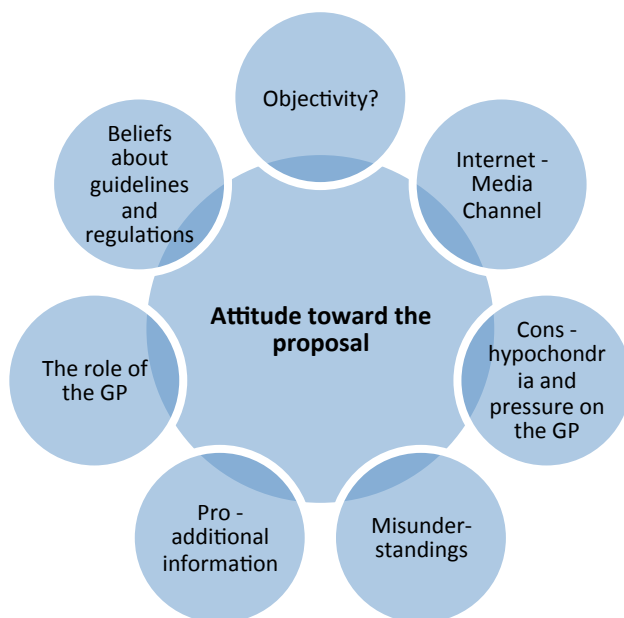 Objectivity?
Internet -
Media
Channel
Cons -
hypochondr
ia and
pressure on
the GP
Misunder-
standings
Pro -
additional
information
The role of
the GP
Beliefs
about
guidelines
and
regulations
Attitude toward the
proposal